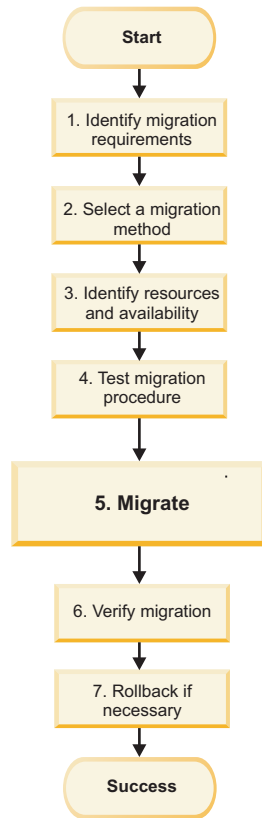 Start
1. Identify migration
requirements
2. Select a migration
method
3. Identify resources
and availability
4. Test migration
procedure
5. Migrate
6. Verify migration
7. Rollback if
necessary
Success